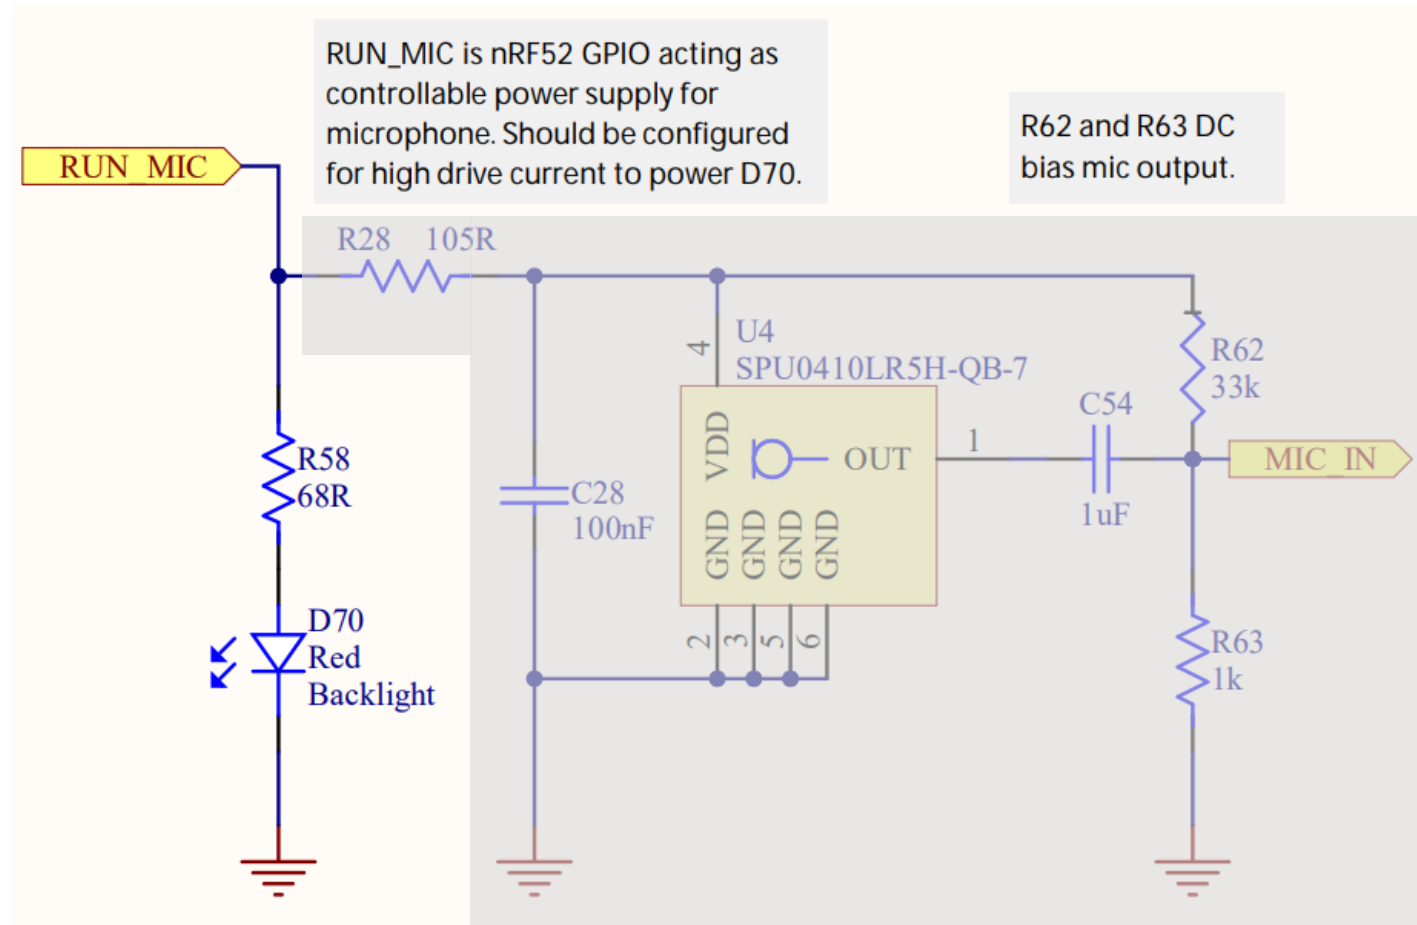 RUN_MIC is nRF52 GPIO acting as
controllable power supply for
microphone. Should be configured
for high drive current to power D70.
R62 and R63 DC
bias mic output.
RUN_MIC
R28 105R
U4
SPU0410LR5H-QB-7
4
VDD
OUT
1
GND
GND
GND
GND
2
3
5
6
C54
1uF
R62
33k
MIC_IN
R58
68R
C28
100nF
D70
Red
Backlight
R63
1k